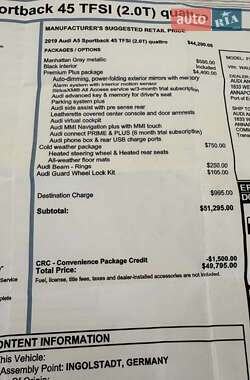 AUTO RIA
ortback 45 TFSI (2.0T) quattro
MANUFACTURER'S SUGGESTED RETAIL PRICE
2019 Audi A5 Sportback 45 TFSI quattro $44,200.00
PACKAGES / OPTIONS
Manhattan Gray metallic $595.00
Black interior Included
Premium Plus package $4,400.00
Auto-dimming, power-folding exterior mirrors with memory
Alarm system with interior motion sensor
SiriusXM® All Access service w/3-month trial subscription
Audi advanced key & memory for driver's seat
Parking system plus
Audi side assist with pre sense rear
Leatherette covered center console and door armrests
Audi virtual cockpit
Audi MMI Navigation plus with MMI touch
Audi connect PRIME & PLUS (6 month trial subscription)
Audi phone box & rear USB charge ports
Cold weather package $750.00
Heated steering wheel & Heated rear seats
All-weather floor mats
Audi Beam - Rings $250.00
Audi Guard Wheel Lock Kit $105.00
Destination Charge $995.00
Subtotal: $51,295.00
CRC - Convenience Package Credit -$1,500.00
Total Price: $49,795.00
Fuel, license, title fees, taxes and dealer-installed accessories are not included.
ONTENT INFORMATION
his Vehicle:
Assembly Point: INGOLSTADT, GERMANY
Of Origin: